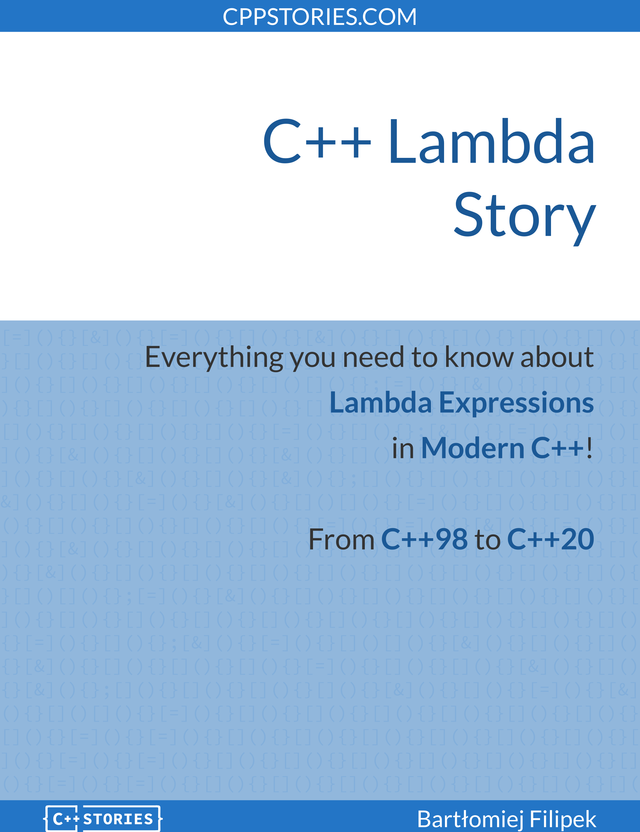 CPPSTORIES.COM
C++ Lambda
Story
Everything you need to know about
Lambda Expressions
in Modern C++!
From C++98 to C++20
{C++STORIES}
Bartłomiej Filipek